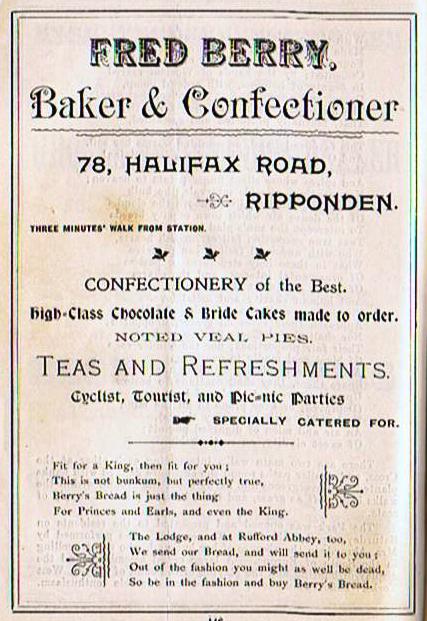 FRED BERRY,
Baker & Confectioner
78, HALIFAX ROAD,
RIPPONDEN.
THREE MINUTES' WALK FROM STATION.
CONFECTIONERY of the Best.
High-Class Chocolate & Bride Cakes made to order.
NOTED VEAL PIES.
TEAS AND REFRESHMENTS.
Cyclist, Tourist, and Pic-nic Parties
SPECIALLY CATERED FOR.
Fit for a King, then fit for you;
This is not bunkum, but perfectly true,
Berry's Bread is just the thing
For Princes and Earls, and even the King.
The Lodge, and at Rufford Abbey, too,
We send our Bread, and will send it to you;
Out of the fashion you might as well be dead,
So be in the fashion and buy Berry's Bread.